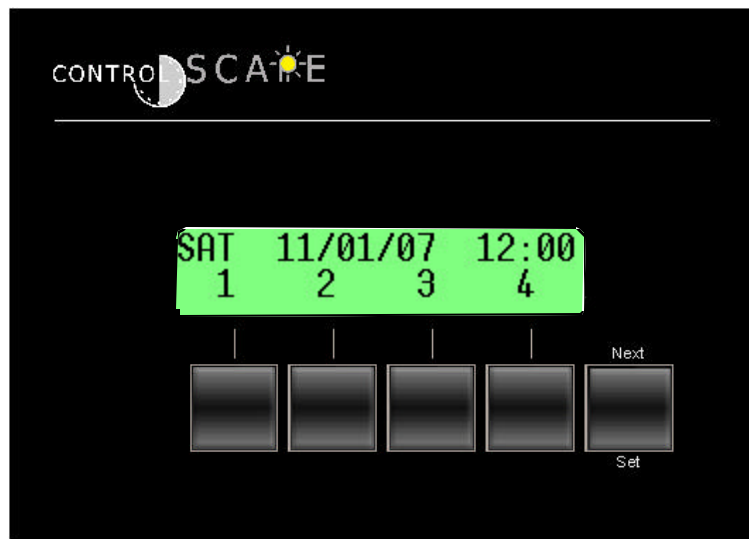 CONTROL SCAPE
SAT 11/01/07 12:00
1 2 3 4
Next
Set